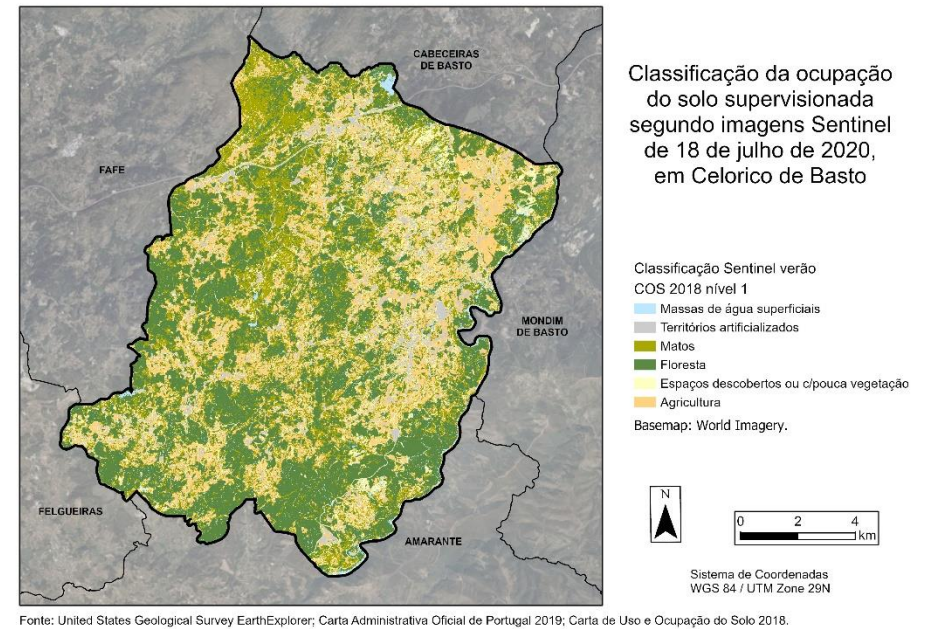 CABECEIRAS
DE BASTO
FAFE
MONDIM
DE BASTO
FELGUEIRAS
AMARANTE
Classificação da ocupação
do solo supervisionada
segundo imagens Sentinel
de 18 de julho de 2020,
em Celorico de Basto
Classificação Sentinel verão
COS 2018 nível 1
Massas de água superficiais
Territórios artificializados
Matos
Floresta
Espaços descobertos ou c/pouca vegetação
Agricultura
Basemap: World Imagery.
N
0 2 4
km
Sistema de Coordenadas
WGS 84 / UTM Zone 29N
Fonte: United States Geological Survey EarthExplorer; Carta Administrativa Oficial de Portugal 2019; Carta de Uso e Ocupação do Solo 2018.